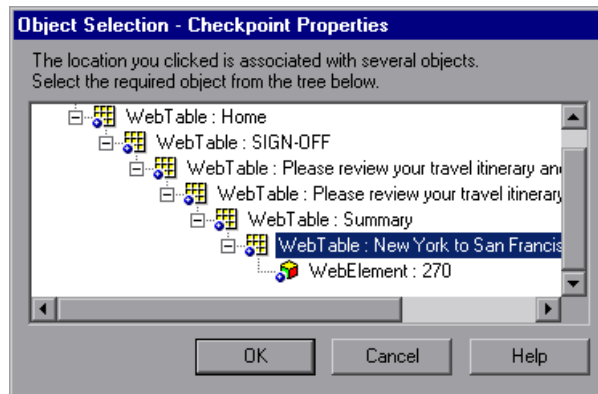 Object Selection - Checkpoint Properties
The location you clicked is associated with several objects.
Select the required object from the tree below.
WebTable : Home
WebTable : SIGN-OFF
WebTable : Please review your travel itinerary an
WebTable : Please review your travel itinerary
WebTable : Summary
WebTable : New York to San Francis
WebElement : 270
OK Cancel Help